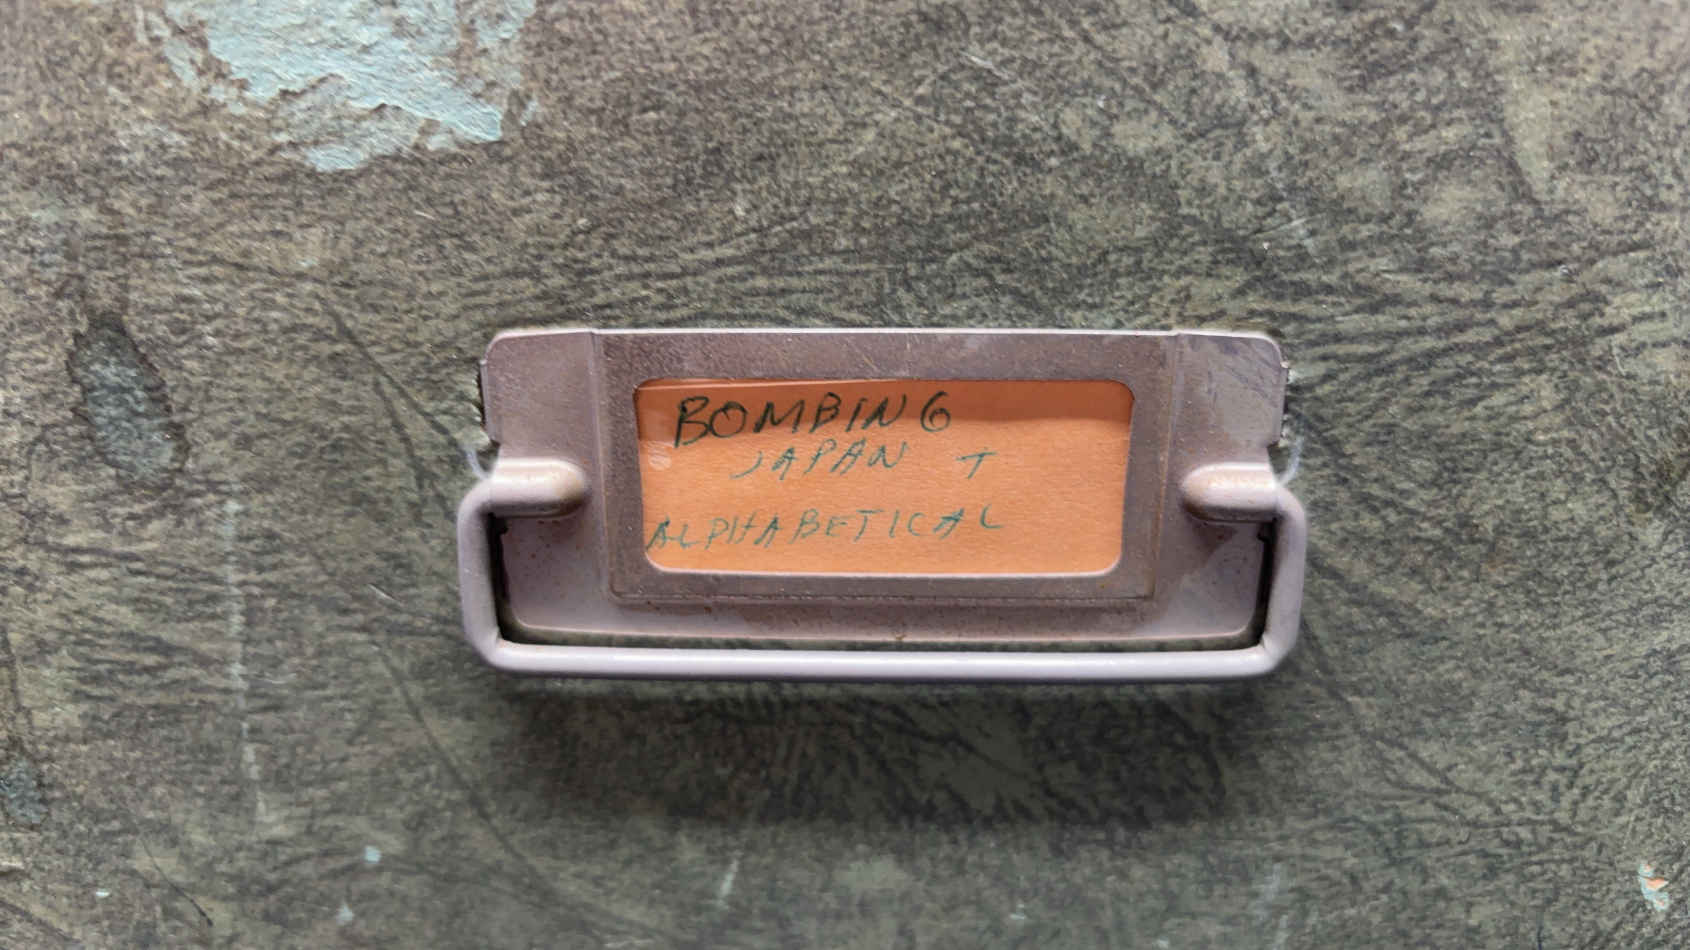 BOMBING
JAPAN +
ALPHABETICAL